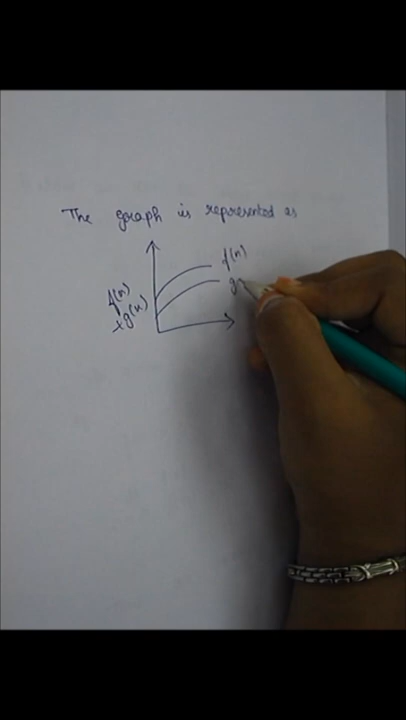 The graph is represented as
f(n)
g
f(n)
g(n)